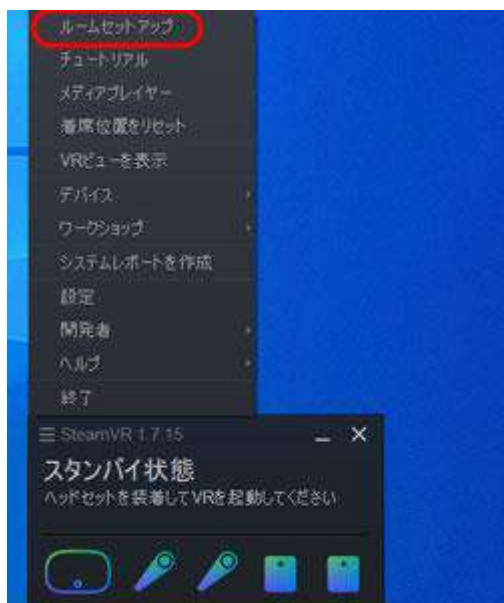 ルームセットアップ
チュートリアル
メディアプレイヤー
着席位置をリセット
VRビューを表示
デバイス
ワークショップ
システムレポートを作成
設定
開発者
ヘルプ
終了
SteamVR 1.7.15
スタンバイ状態
ヘッドセットを装着してVRを起動してください